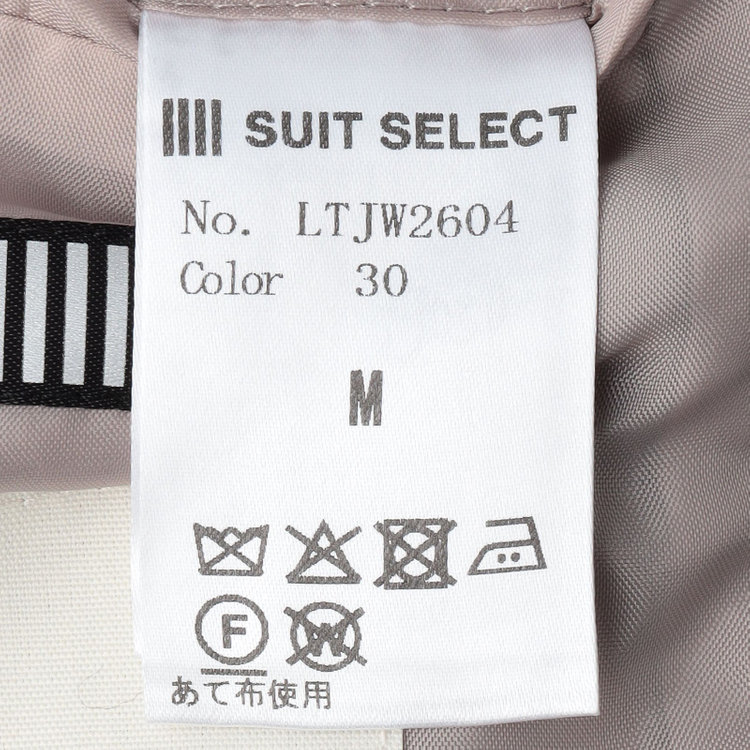 SUIT SELECT
No. LTJW2604
Color 30
M
F W
あて布使用